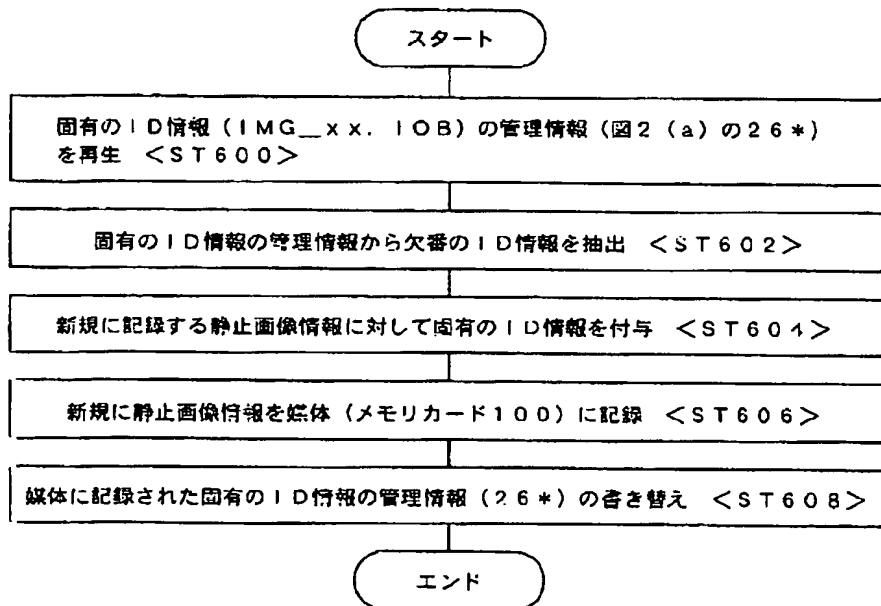 スタート
固有のID情報(IMG__xx.IOB)の管理情報(図2(a)の26*)
を再生 <ST600>
固有のID情報の管理情報から欠番のID情報を抽出 <ST602>
新規に記録する静止画像情報に対して固有のID情報を付与 <ST604>
新規に静止画像情報を媒体(メモリカード100)に記録 <ST606>
媒体に記録された固有のID情報の管理情報(26*)の書き替え <ST608>
エンド